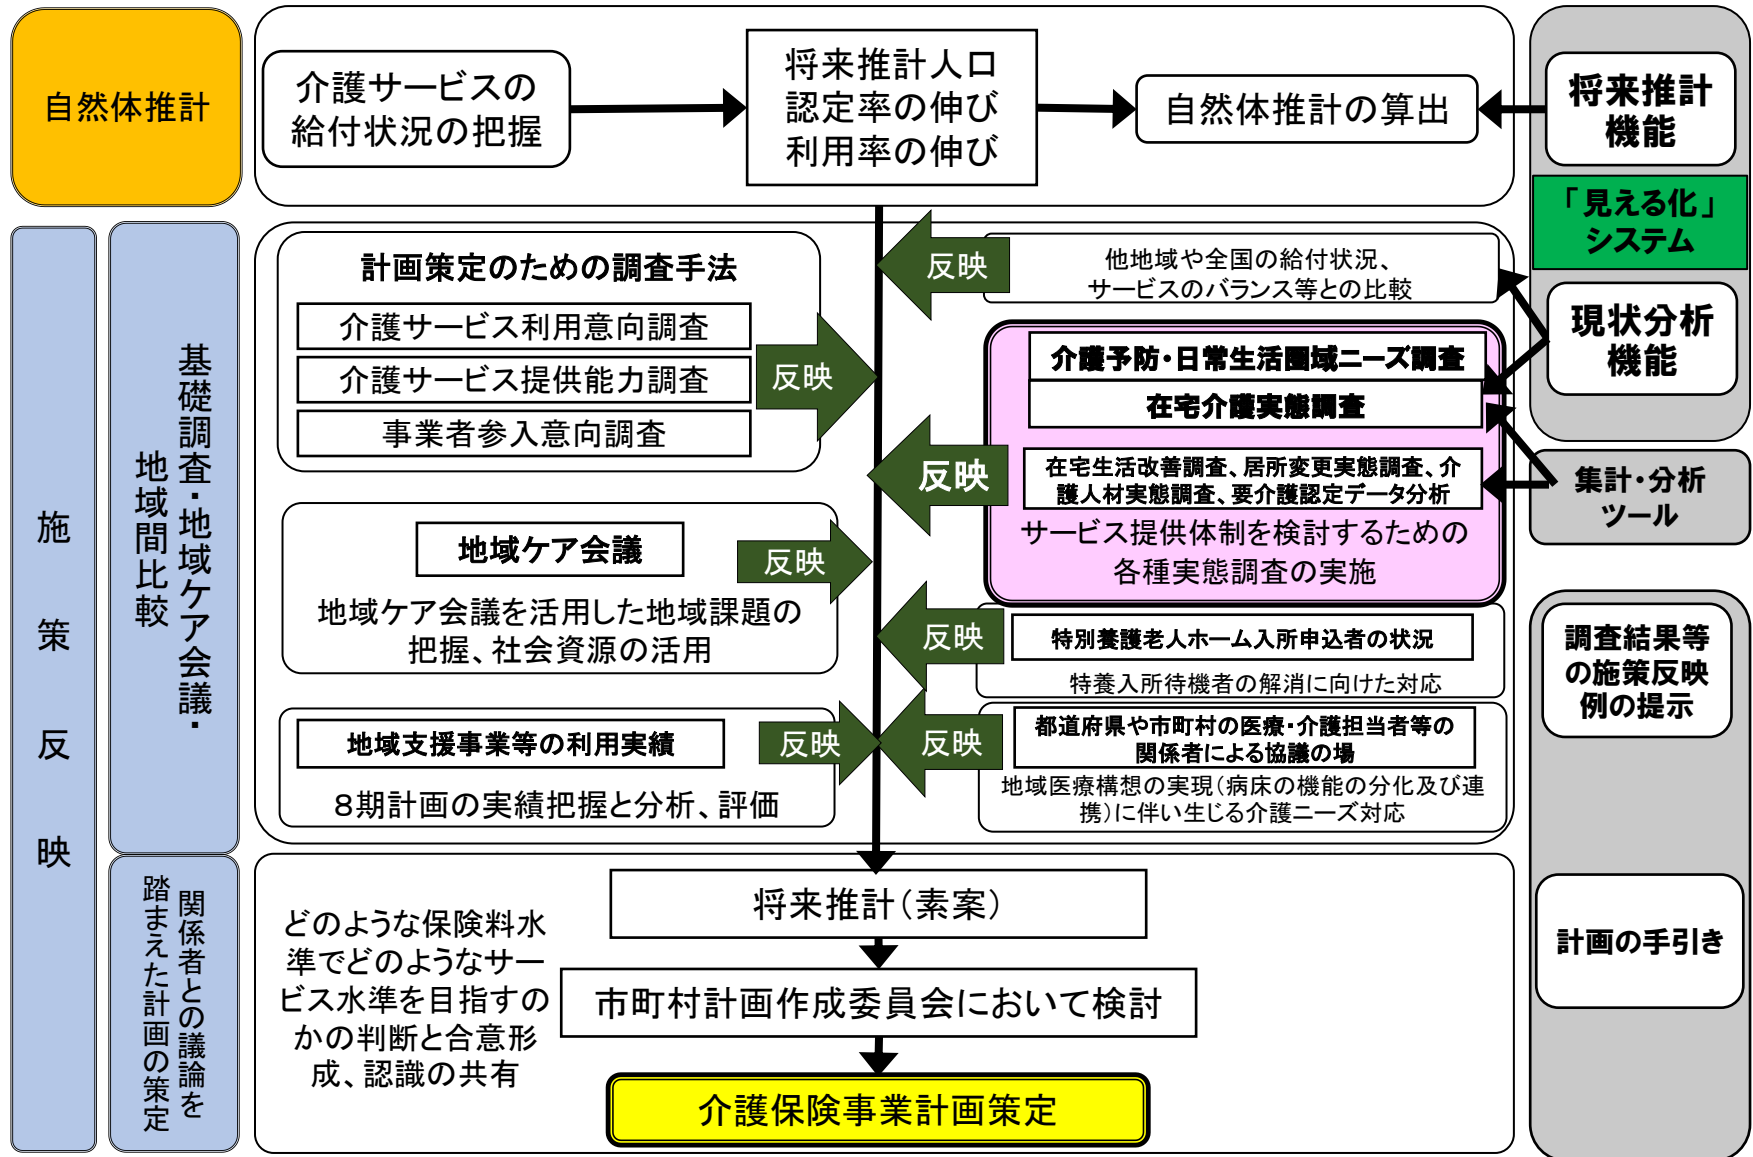 自然体推計
介護サービスの
給付状況の把握
将来推計人口
認定率の伸び
利用率の伸び
自然体推計の算出
将来推計
機能
「見える化」
システム
現状分析
機能
集計・分析
ツール
調査結果等
の施策反映
例の提示
計画の手引き
施策反映
基礎調査・地域ケア会議・
地域間比較
計画策定のための調査手法
介護サービス利用意向調査
介護サービス提供能力調査
事業者参入意向調査
反映
反映
他地域や全国の給付状況、
サービスのバランス等との比較
介護予防・日常生活圏域ニーズ調査
在宅介護実態調査
反映
在宅生活改善調査、居所変更実態調査、介
護人材実態調査、要介護認定データ分析
サービス提供体制を検討するための
各種実態調査の実施
地域ケア会議
反映
地域ケア会議を活用した地域課題の
把握、社会資源の活用
反映
特別養護老人ホーム入所申込者の状況
特養入所待機者の解消に向けた対応
地域支援事業等の利用実績
反映
8期計画の実績把握と分析、評価
反映
都道府県や市町村の医療・介護担当者等の
関係者による協議の場
地域医療構想の実現(病床の機能の分化及び連
携)に伴い生じる介護ニーズ対応
関係者との議論を
踏まえた計画の策定
どのような保険料水
準でどのようなサー
ビス水準を目指すの
かの判断と合意形
成、認識の共有
将来推計(素案)
市町村計画作成委員会において検討
介護保険事業計画策定